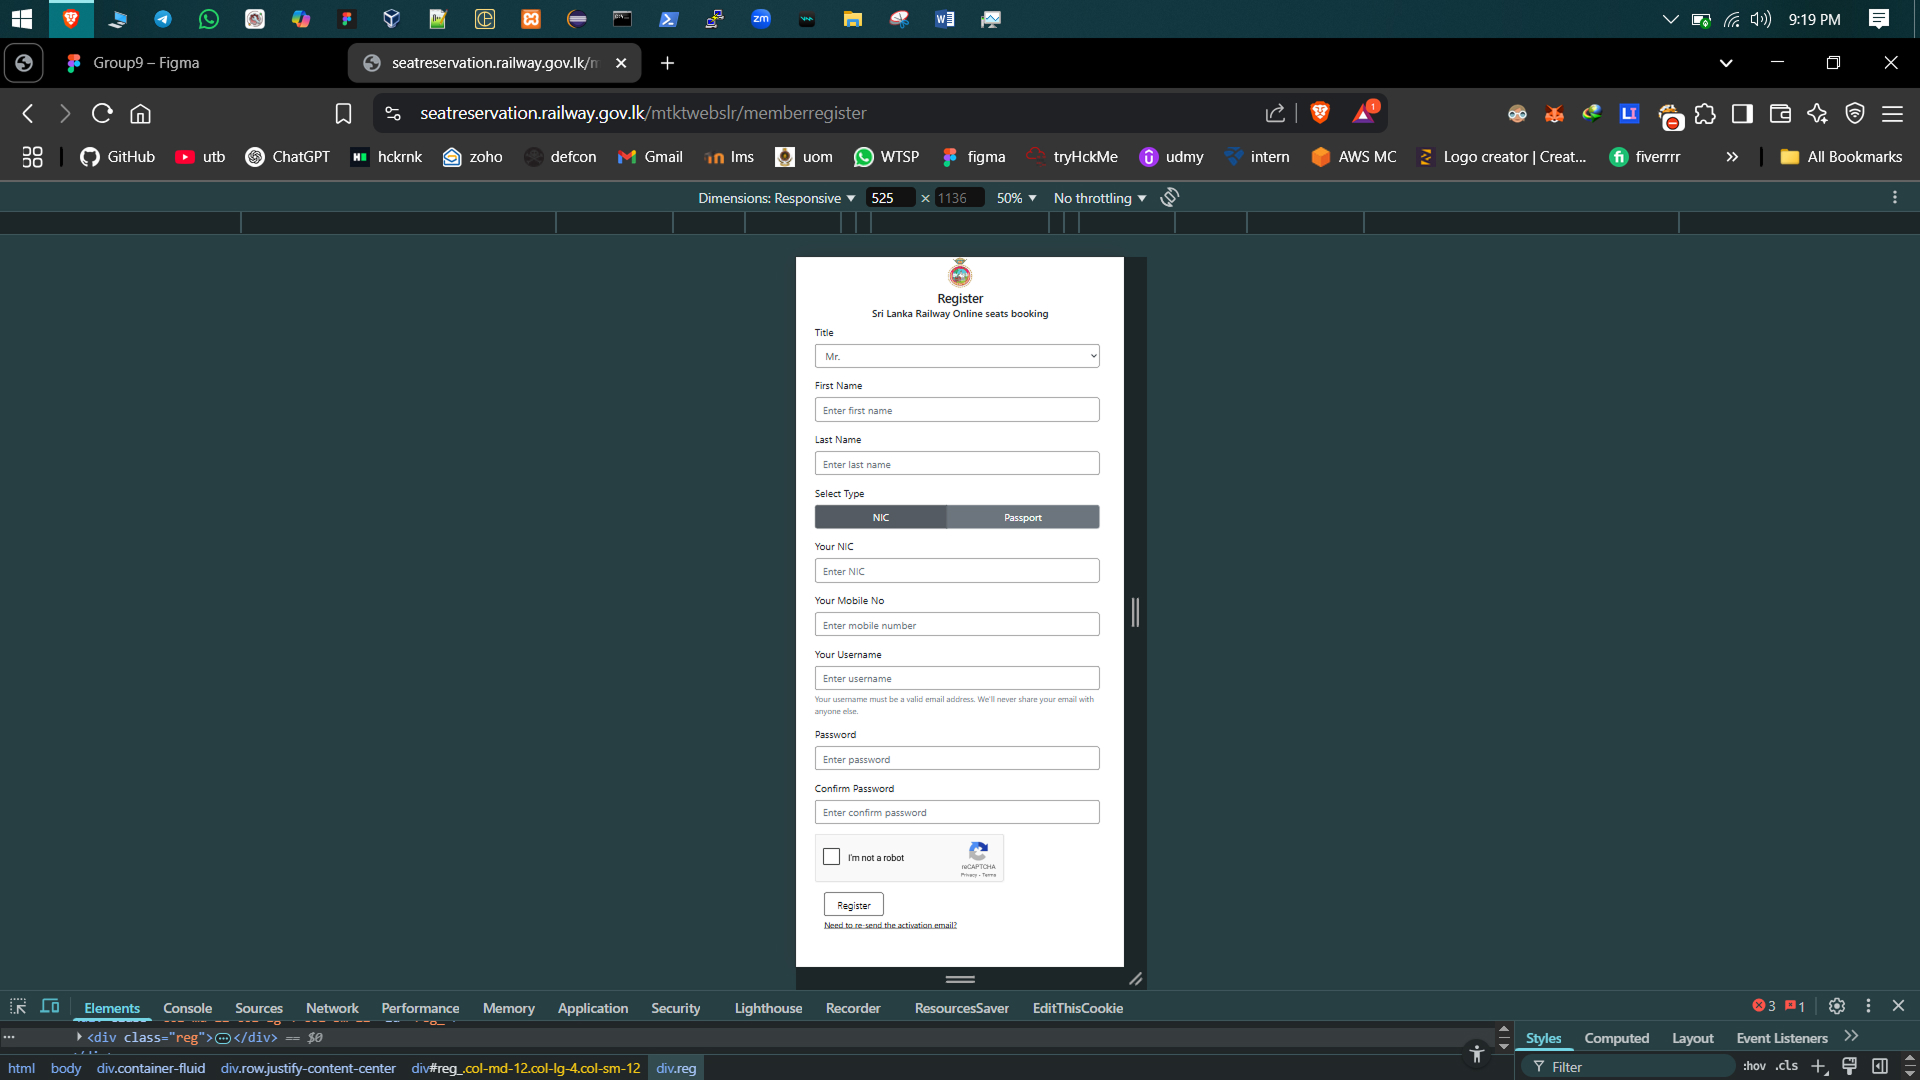 9:19 PM
Group9 – Figma
seatreservation.railway.gov.lk/m
seatreservation.railway.gov.lk/mtktwebslr/memberregister
1
GitHub
utb
ChatGPT
hckrnk
zoho
defcon
Gmail
lms
uom
WTSP
figma
tryHckMe
udmy
intern
AWS MC
Logo creator | Creat...
fiverrrr
All Bookmarks
Dimensions: Responsive
525
×
1136
50%
No throttling
Register
Sri Lanka Railway Online seats booking
Title
Mr.
First Name
Enter first name
Last Name
Enter last name
Select Type
NIC
Passport
Your NIC
Enter NIC
Your Mobile No
Enter mobile number
Your Username
Enter username
Your username must be a valid email address. We'll never share your email with
anyone else.
Password
Enter password
Confirm Password
Enter confirm password
I'm not a robot
reCAPTCHA
Privacy - Terms
Register
Need to re-send the activation email?
Elements
Console
Sources
Network
Performance
Memory
Application
Security
Lighthouse
Recorder
ResourcesSaver
EditThisCookie
3
1
<div class="reg">⋯</div> == $0
Styles
Computed
Layout
Event Listeners
html
body
div.container-fluid
div.row.justify-content-center
div#reg_.col-md-12.col-lg-4.col-sm-12
div.reg
Filter
:hov
.cls